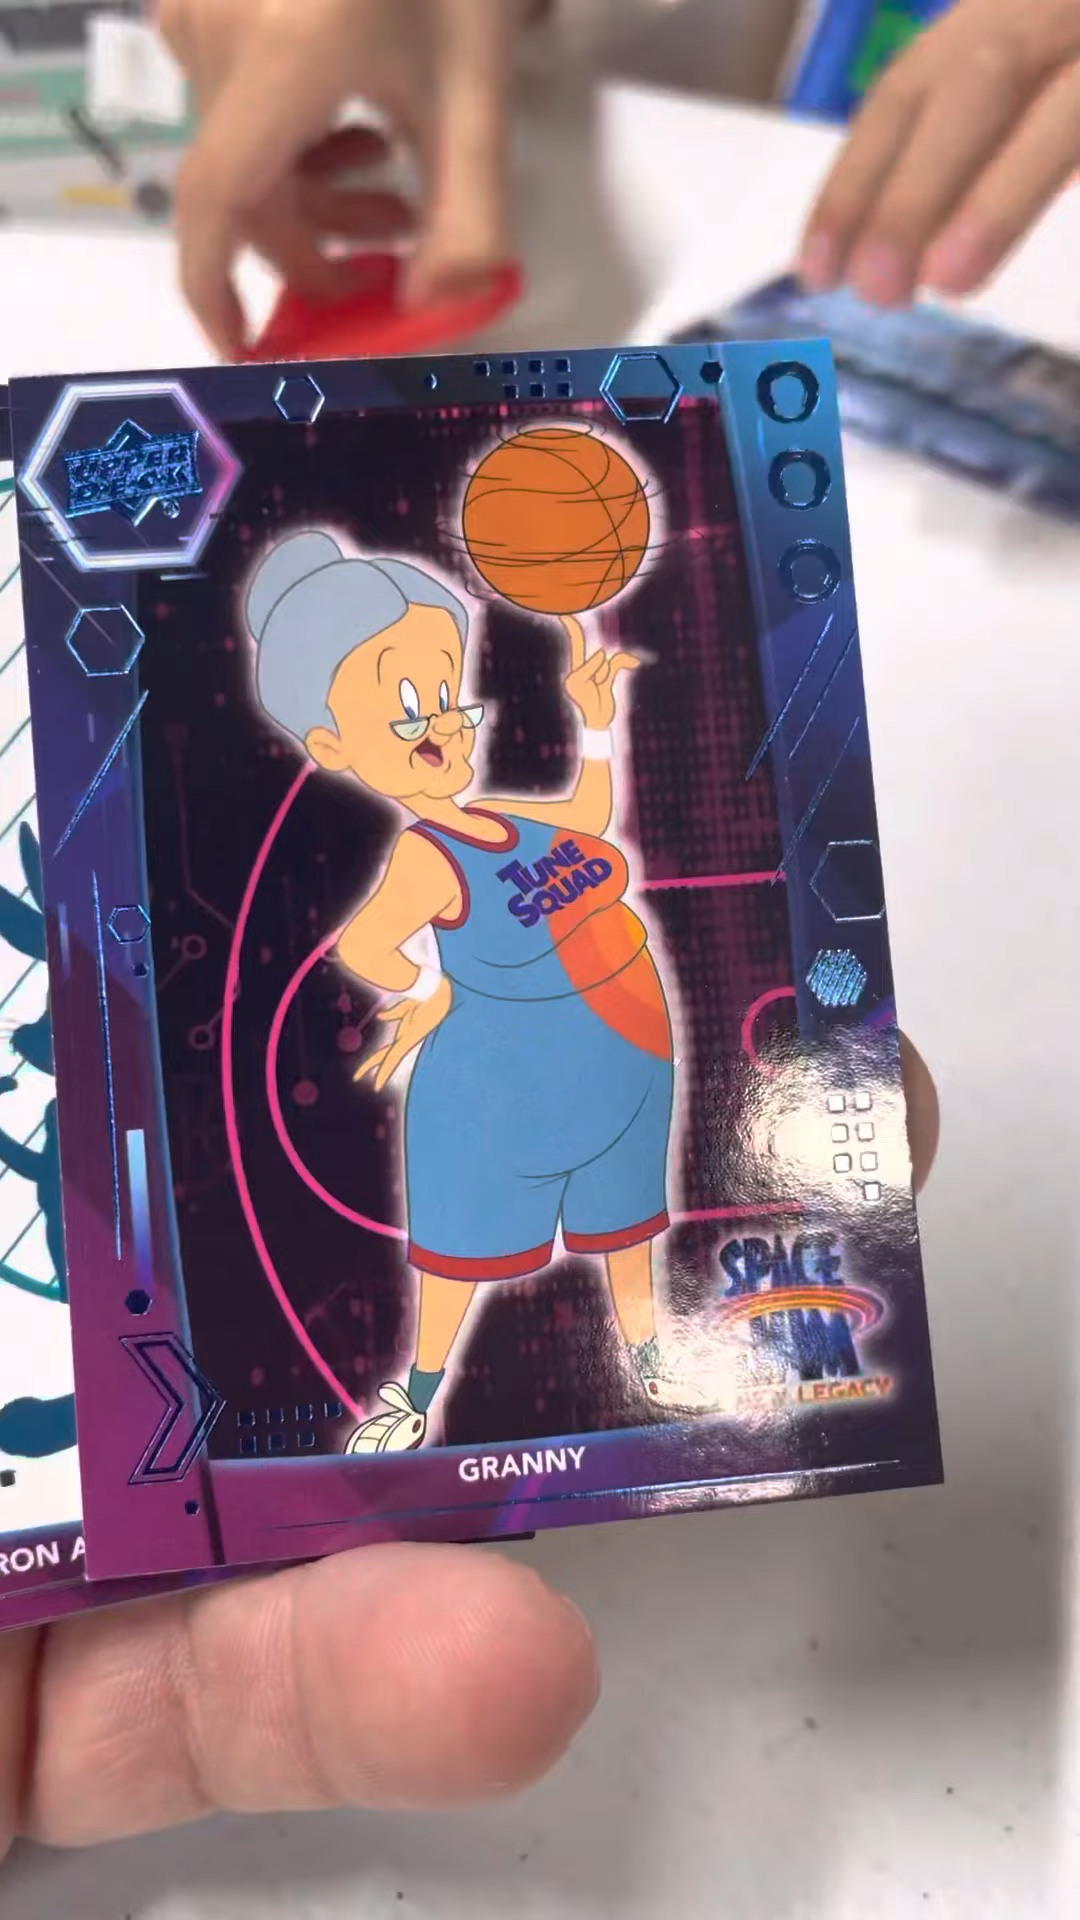 UPPER
DECK
TUNE
SQUAD
SPACE
JAM
A NEW LEGACY
GRANNY
RON A